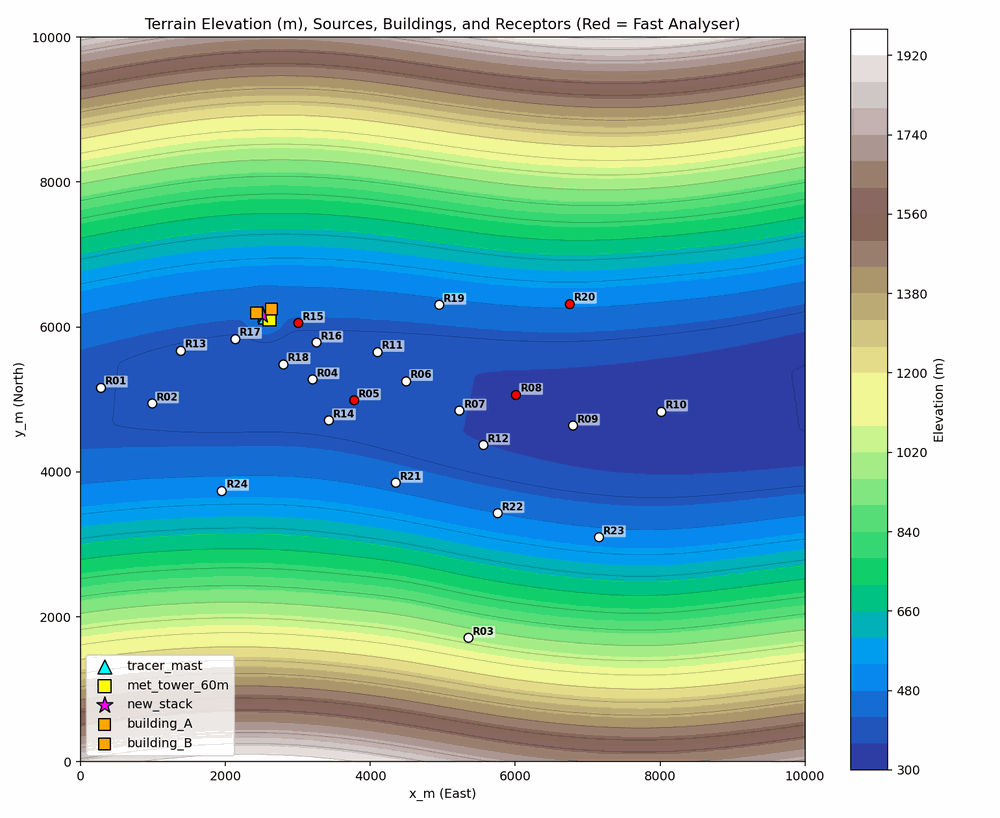 Terrain Elevation (m), Sources, Buildings, and Receptors (Red = Fast Analyser)
10000
8000
6000
4000
2000
0
y_m (North)
R19
R20
R15
R17
R16
R13
R11
R18
R04
R06
R01
R02
R05
R08
R14
R07
R09
R10
R12
R21
R24
R22
R23
R03
tracer_mast
met_tower_60m
new_stack
building_A
building_B
0
2000
4000
6000
8000
10000
x_m (East)
1920
1740
1560
1380
1200
1020
840
660
480
300
Elevation (m)